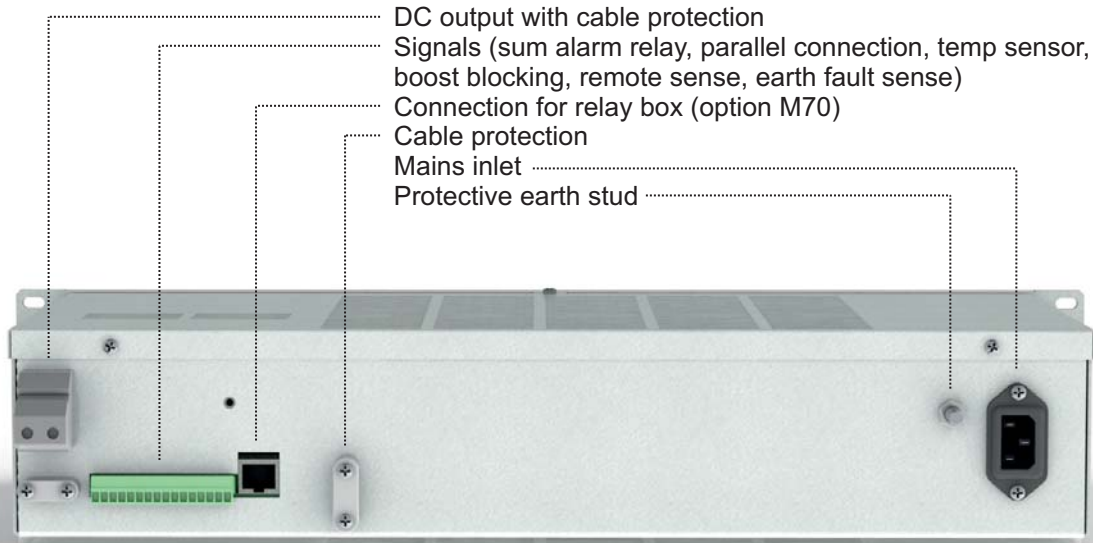 DC output with cable protection
Signals (sum alarm relay, parallel connection, temp sensor,
boost blocking, remote sense, earth fault sense)
Connection for relay box (option M70)
Cable protection
Mains inlet
Protective earth stud